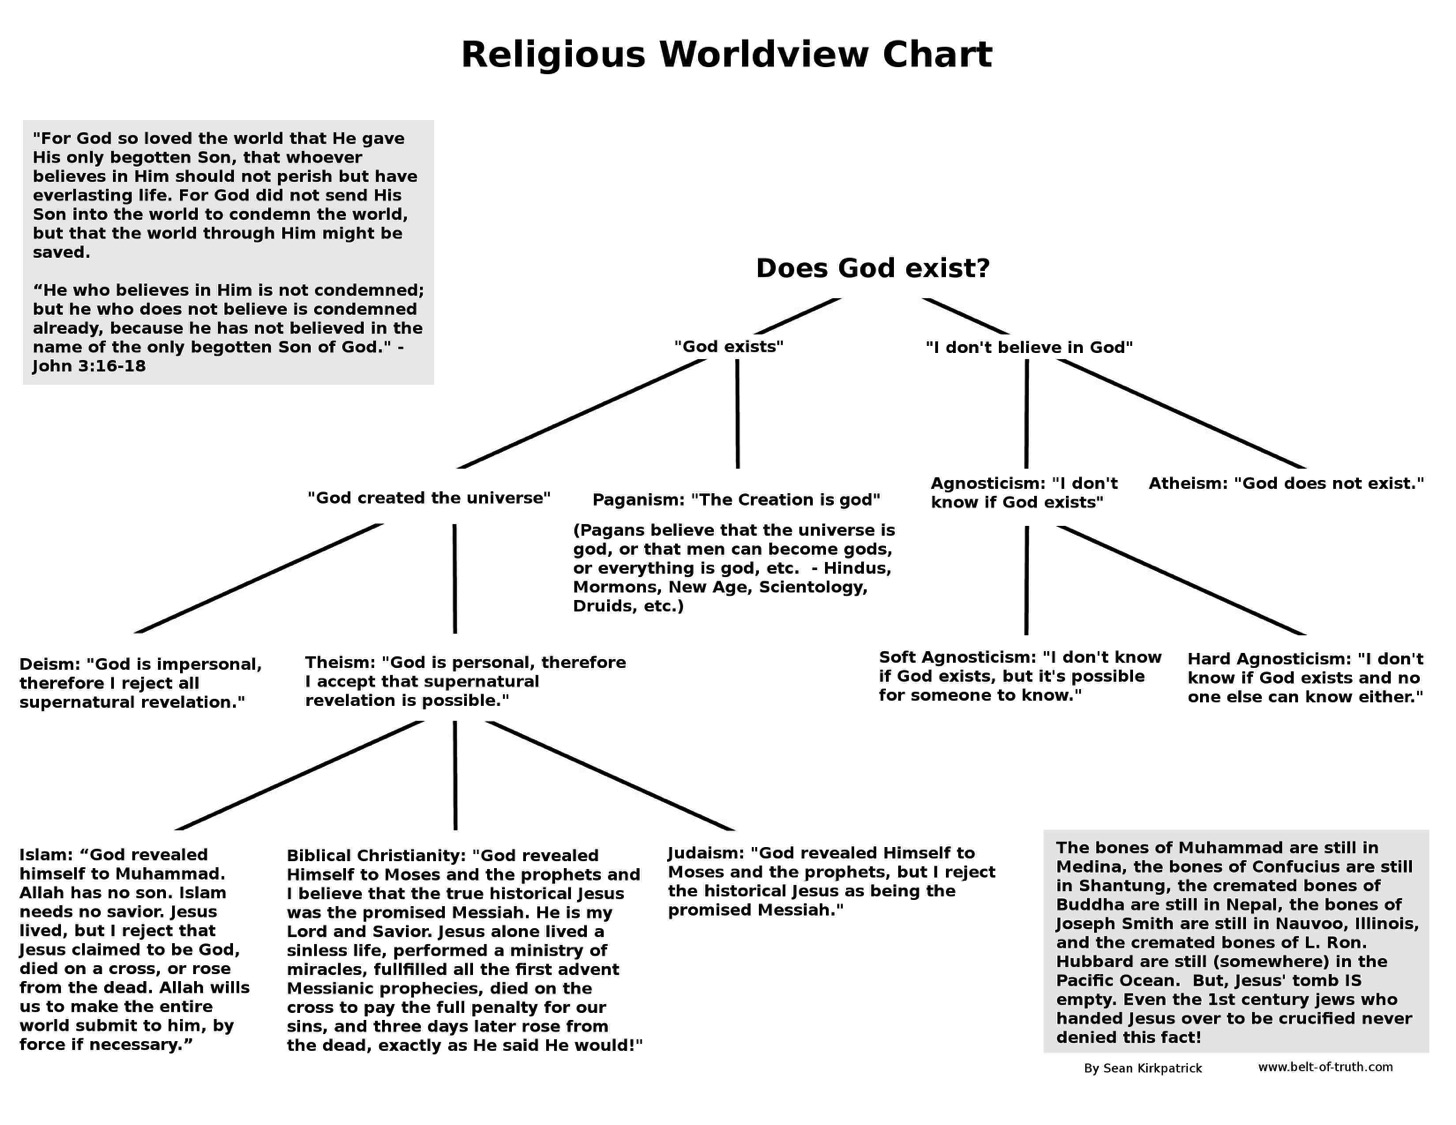 Religious Worldview Chart
"For God so loved the world that He gave
His only begotten Son, that whoever
believes in Him should not perish but have
everlasting life. For God did not send His
Son into the world to condemn the world,
but that the world through Him might be
saved.
“He who believes in Him is not condemned;
but he who does not believe is condemned
already, because he has not believed in the
name of the only begotten Son of God." -
John 3:16-18
Does God exist?
"God exists"
"I don't believe in God"
"God created the universe"
Paganism: "The Creation is god"
(Pagans believe that the universe is
god, or that men can become gods,
or everything is god, etc.  - Hindus,
Mormons, New Age, Scientology,
Druids, etc.)
Agnosticism: "I don't
know if God exists"
Atheism: "God does not exist."
Deism: "God is impersonal,
therefore I reject all
supernatural revelation."
Theism: "God is personal, therefore
I accept that supernatural
revelation is possible."
Soft Agnosticism: "I don't know
if God exists, but it's possible
for someone to know."
Hard Agnosticism: "I don't
know if God exists and no
one else can know either."
Islam: “God revealed
himself to Muhammad.
Allah has no son. Islam
needs no savior. Jesus
lived, but I reject that
Jesus claimed to be God,
died on a cross, or rose
from the dead. Allah wills
us to make the entire
world submit to him, by
force if necessary.”
Biblical Christianity: "God revealed
Himself to Moses and the prophets and
I believe that the true historical Jesus
was the promised Messiah. He is my
Lord and Savior. Jesus alone lived a
sinless life, performed a ministry of
miracles, fullfilled all the first advent
Messianic prophecies, died on the
cross to pay the full penalty for our
sins, and three days later rose from
the dead, exactly as He said He would!"
Judaism: "God revealed Himself to
Moses and the prophets, but I reject
the historical Jesus as being the
promised Messiah."
The bones of Muhammad are still in
Medina, the bones of Confucius are still
in Shantung, the cremated bones of
Buddha are still in Nepal, the bones of
Joseph Smith are still in Nauvoo, Illinois,
and the cremated bones of L. Ron.
Hubbard are still (somewhere) in the
Pacific Ocean.  But, Jesus' tomb IS
empty. Even the 1st century jews who
handed Jesus over to be crucified never
denied this fact!
By Sean Kirkpatrick
www.belt-of-truth.com